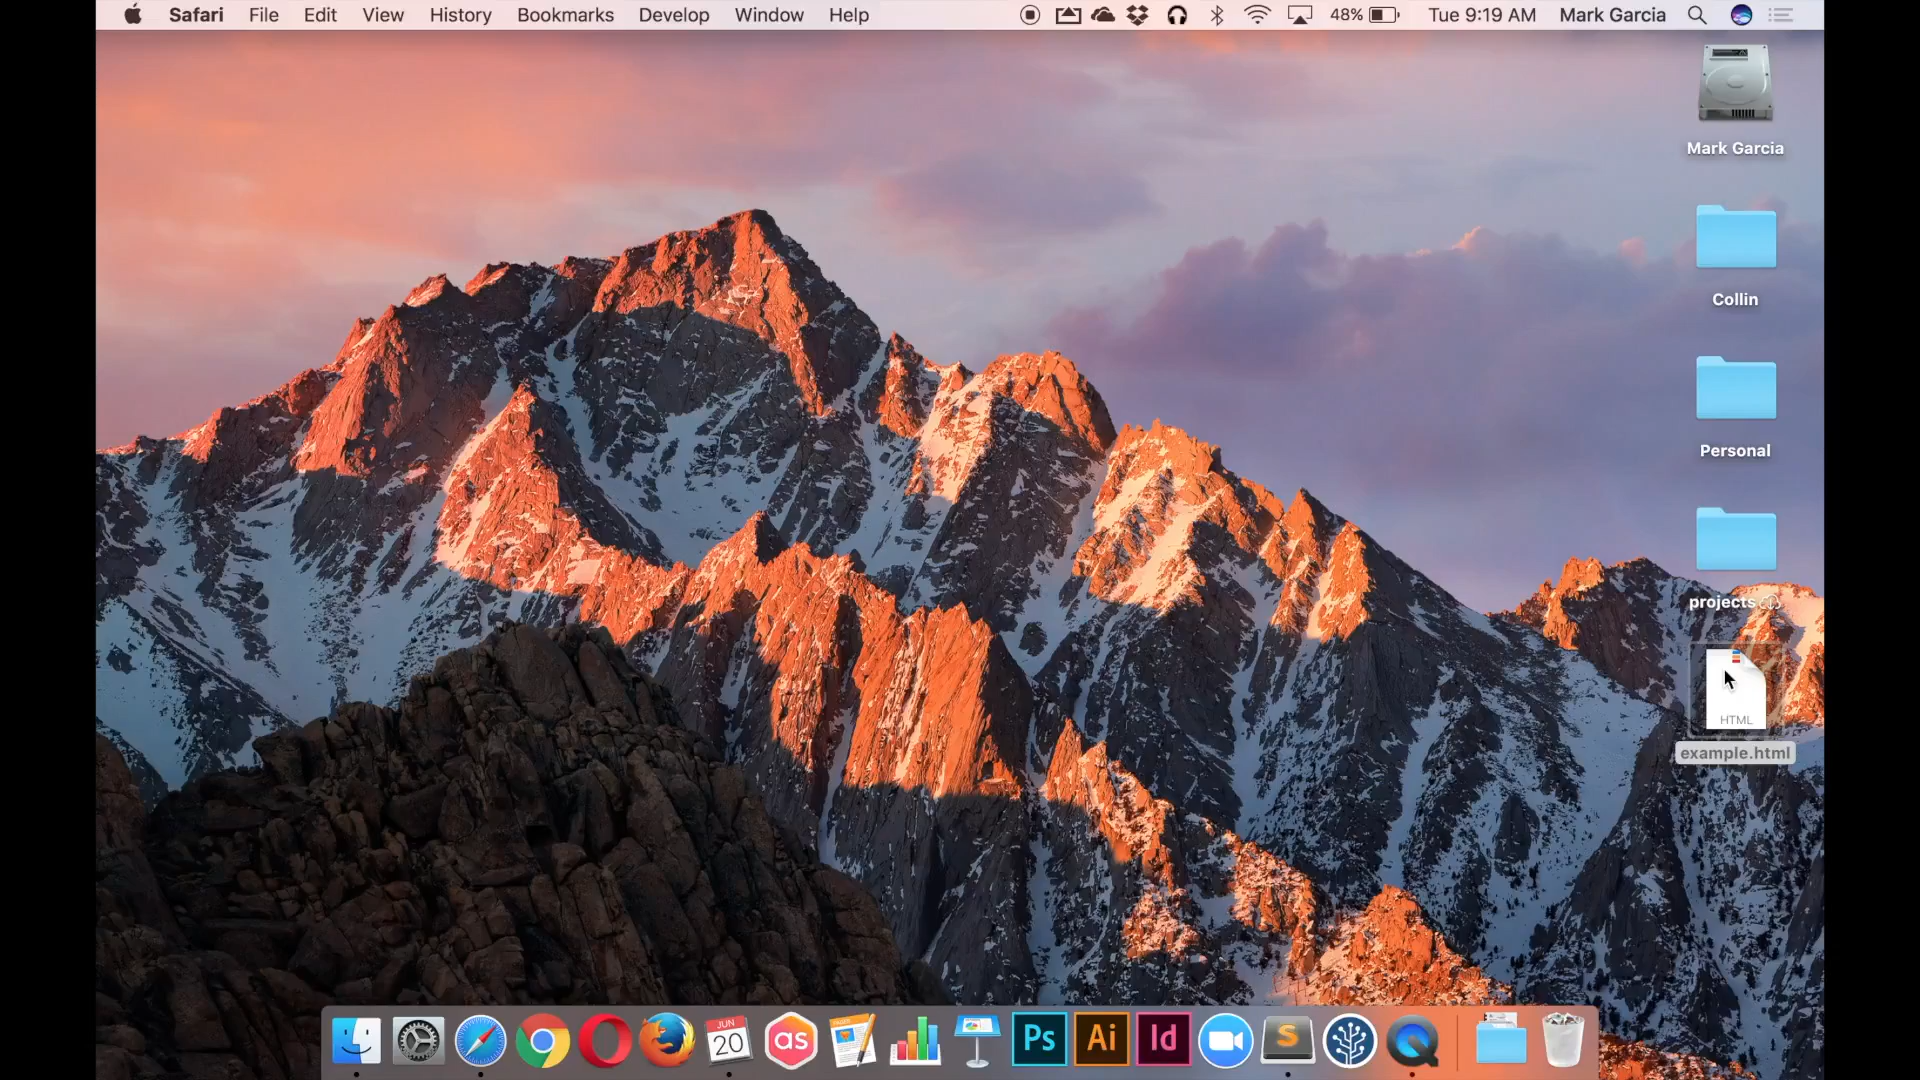 Safari File Edit View History Bookmarks Develop Window Help 48% Tue 9:19 AM Mark Garcia
Mark Garcia
Collin
Personal
projects
HTML
example.html
JUN
20
as
Ps
Ai
Id
S